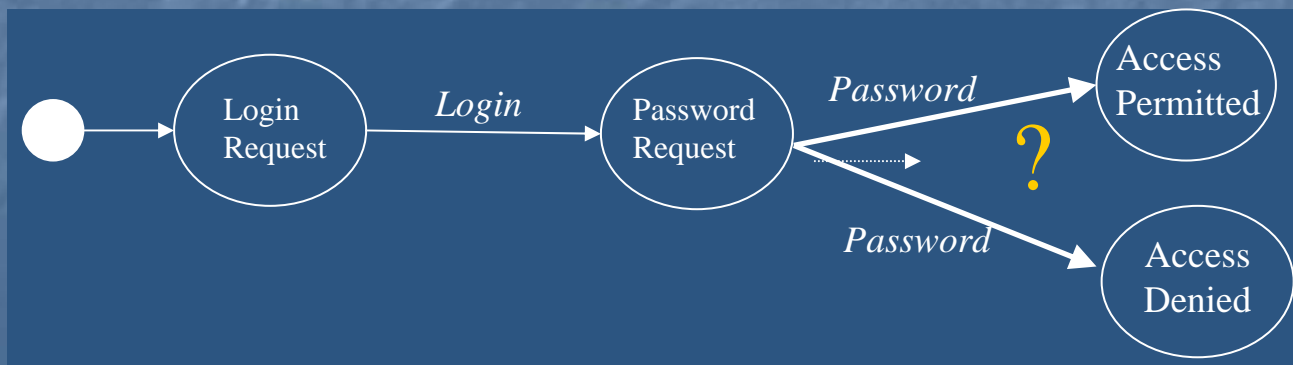 Login
Request
Login
Password
Request
Password
Access
Permitted
?
Password
Access
Denied